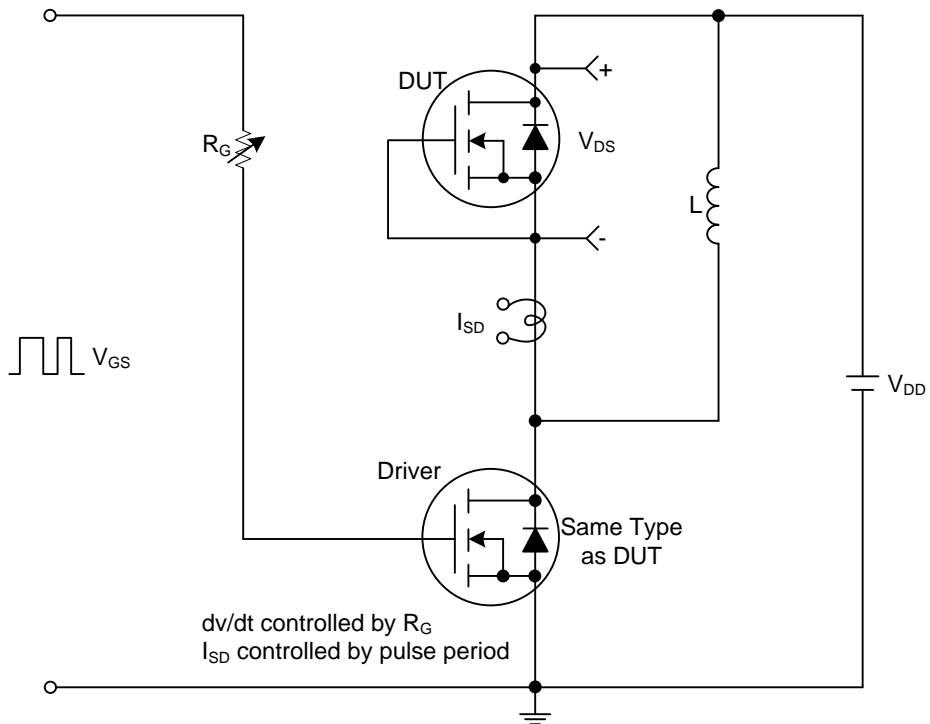 DUT
+
R_G
V_DS
L
-
I_SD
V_GS
V_DD
Driver
Same Type
as DUT
dv/dt controlled by R_G
I_SD controlled by pulse period